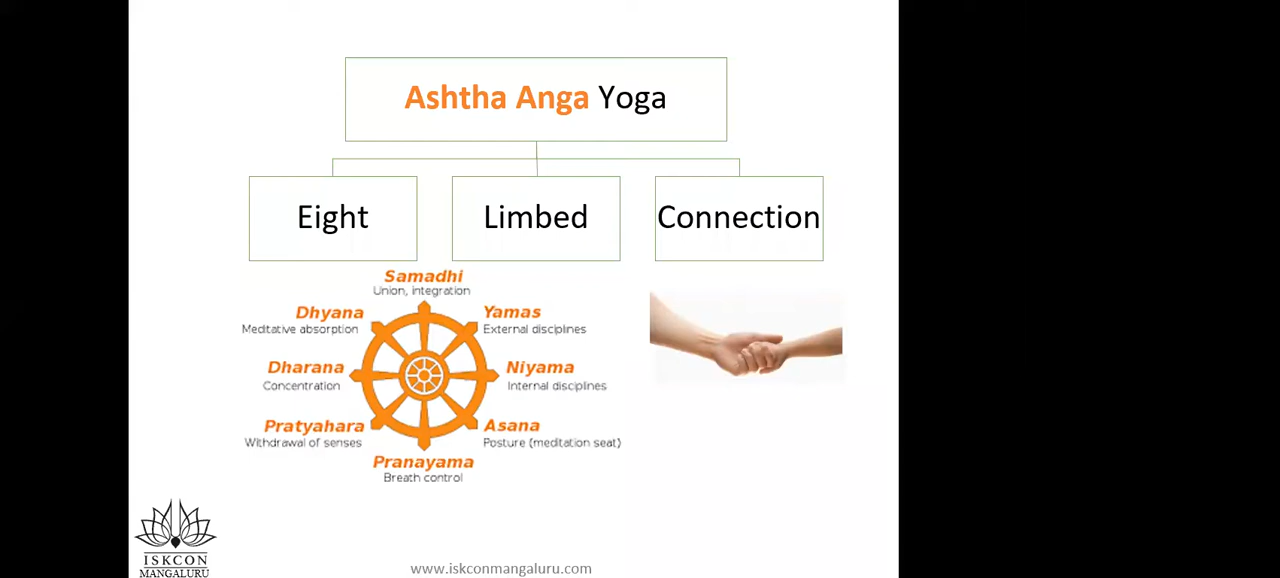 Ashtha Anga Yoga
Eight
Limbed
Connection
Samadhi
Union, integration
Dhyana
Meditative absorption
Yamas
External disciplines
Dharana
Concentration
Niyama
Internal disciplines
Pratyahara
Withdrawal of senses
Asana
Posture (meditation seat)
Pranayama
Breath control
ISKCON
MANGALURU
www.iskconmangaluru.com